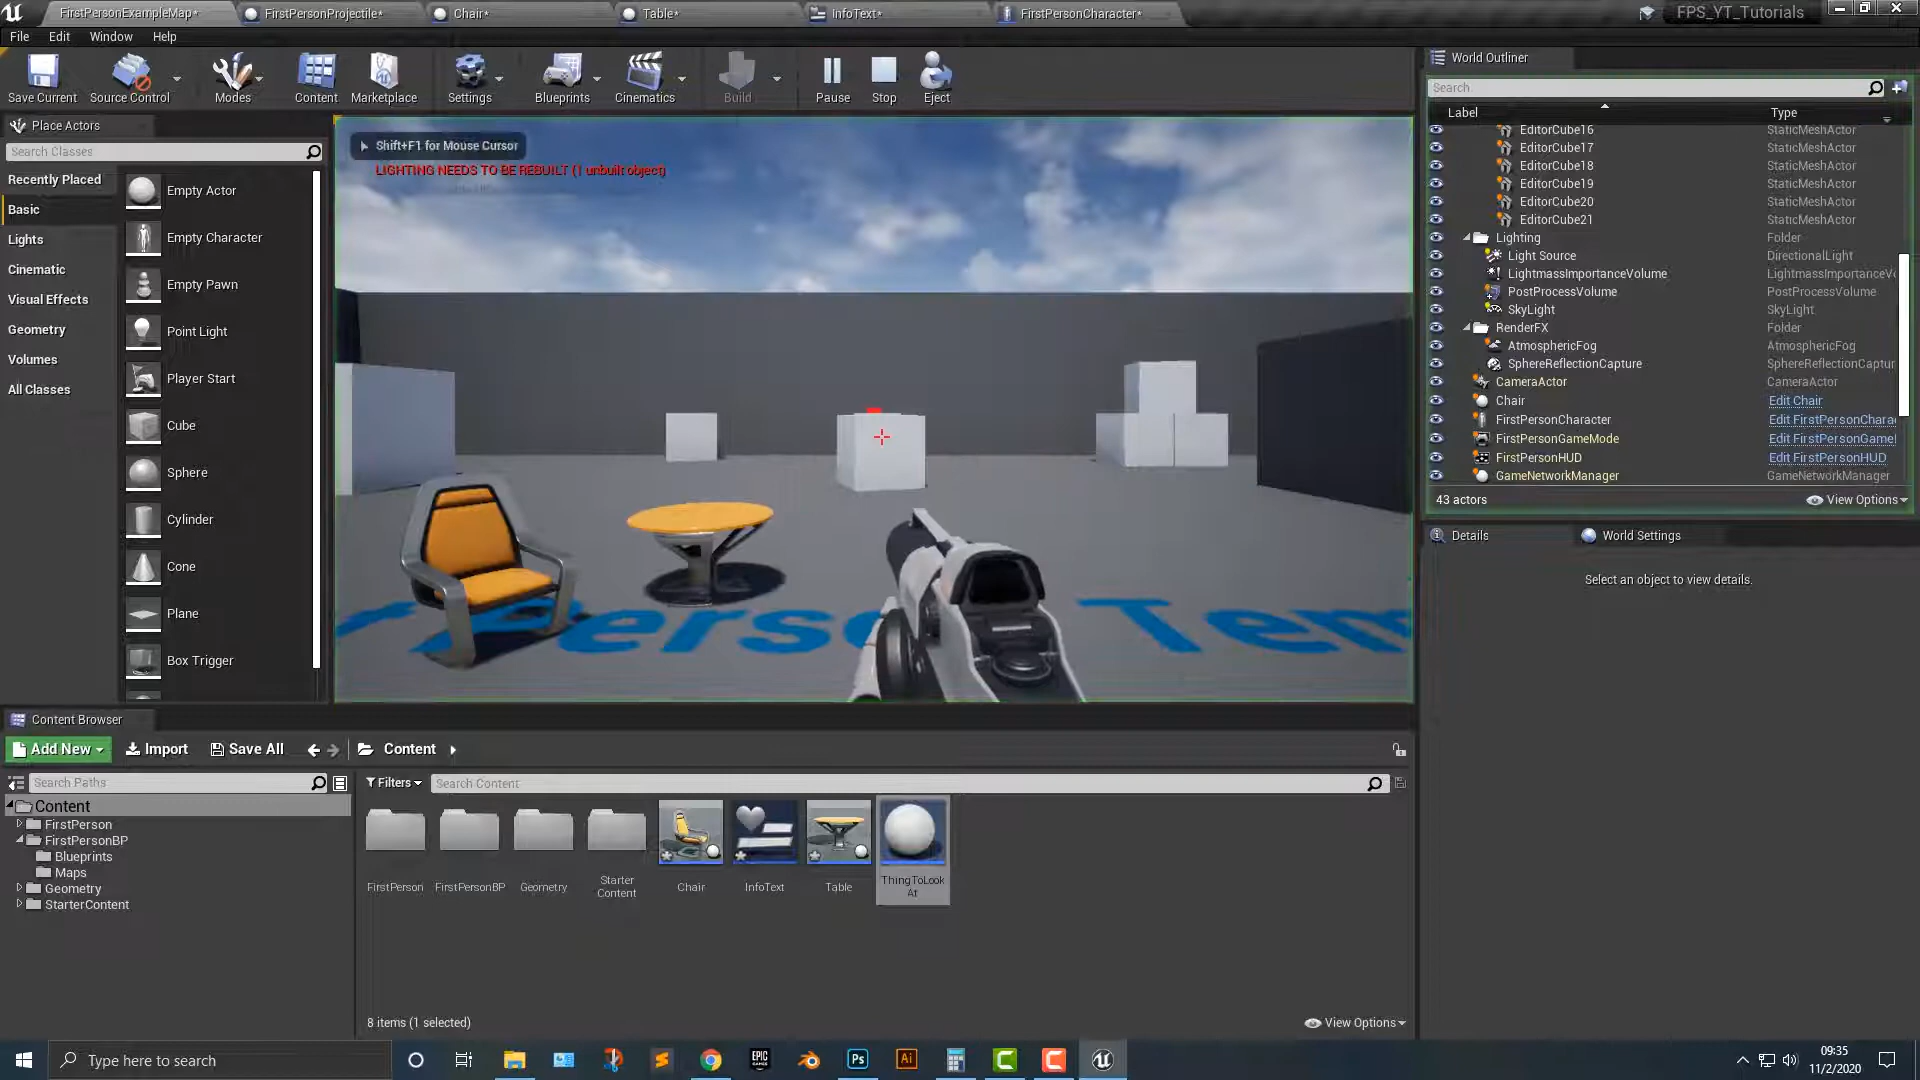 FirstPersonExampleMap*
FirstPersonProjectile*
Chair*
Table*
InfoText*
FirstPersonCharacter*
FPS_YT_Tutorials
File
Edit
Window
Help
Save Current
Source Control
Modes
Content
Marketplace
Settings
Blueprints
Cinematics
Build
Pause
Stop
Eject
Place Actors
Search Classes
Recently Placed
Basic
Lights
Cinematic
Visual Effects
Geometry
Volumes
All Classes
Empty Actor
Empty Character
Empty Pawn
Point Light
Player Start
Cube
Sphere
Cylinder
Cone
Plane
Box Trigger
Shift+F1 for Mouse Cursor
LIGHTING NEEDS TO BE REBUILT (1 unbuilt object)
World Outliner
Search
Label Type
EditorCube16 StaticMeshActor
EditorCube17 StaticMeshActor
EditorCube18 StaticMeshActor
EditorCube19 StaticMeshActor
EditorCube20 StaticMeshActor
EditorCube21 StaticMeshActor
Lighting Folder
Light Source DirectionalLight
LightmassImportanceVolume LightmassImportanceVo
PostProcessVolume PostProcessVolume
SkyLight SkyLight
RenderFX Folder
AtmosphericFog AtmosphericFog
SphereReflectionCapture SphereReflectionCaptur
CameraActor CameraActor
Chair Edit Chair
FirstPersonCharacter Edit FirstPersonChara
FirstPersonGameMode Edit FirstPersonGame
FirstPersonHUD Edit FirstPersonHUD
GameNetworkManager GameNetworkManager
43 actors
View Options
Details
World Settings
Select an object to view details.
Content Browser
Add New
Import
Save All
Content
Search Paths
Filters
Search Content
Content
FirstPerson
FirstPersonBP
Blueprints
Maps
Geometry
StarterContent
FirstPerson
FirstPersonBP
Geometry
Starter
Content
Chair
InfoText
Table
ThingToLook
At
8 items (1 selected)
View Options
Type here to search
EPIC
GAMES
Ps
Ai
09:35
11/2/2020